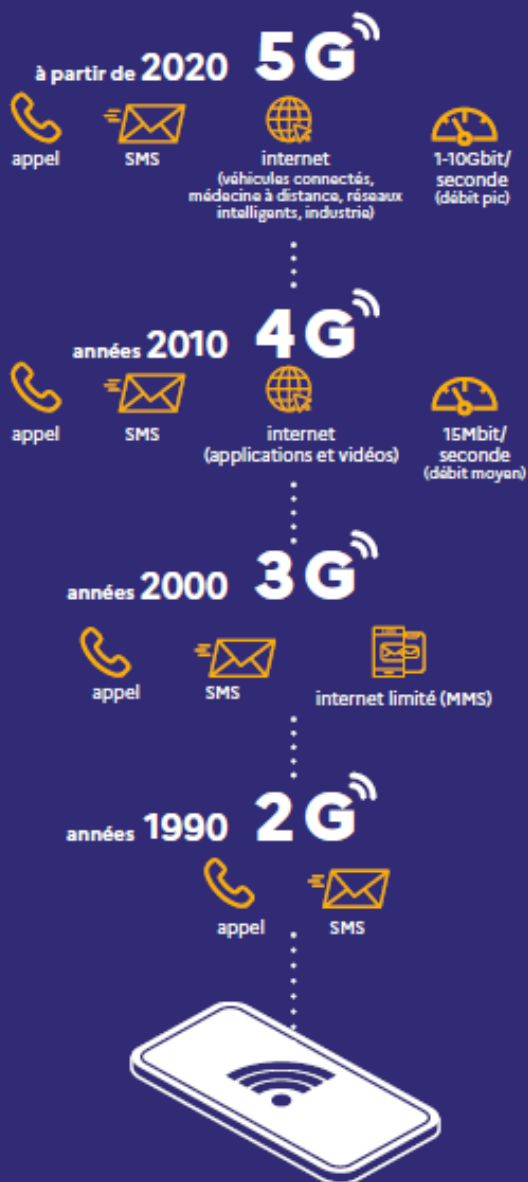 à partir de 2020 5G
appel
SMS
internet
(véhicules connectés,
médecine à distance, réseaux
intelligents, industrie)
1-10Gbit/
seconde
(débit pic)
années 2010 4G
appel
SMS
internet
(applications et vidéos)
15Mbit/
seconde
(débit moyen)
années 2000 3G
appel
SMS
internet limité (MMS)
années 1990 2G
appel
SMS